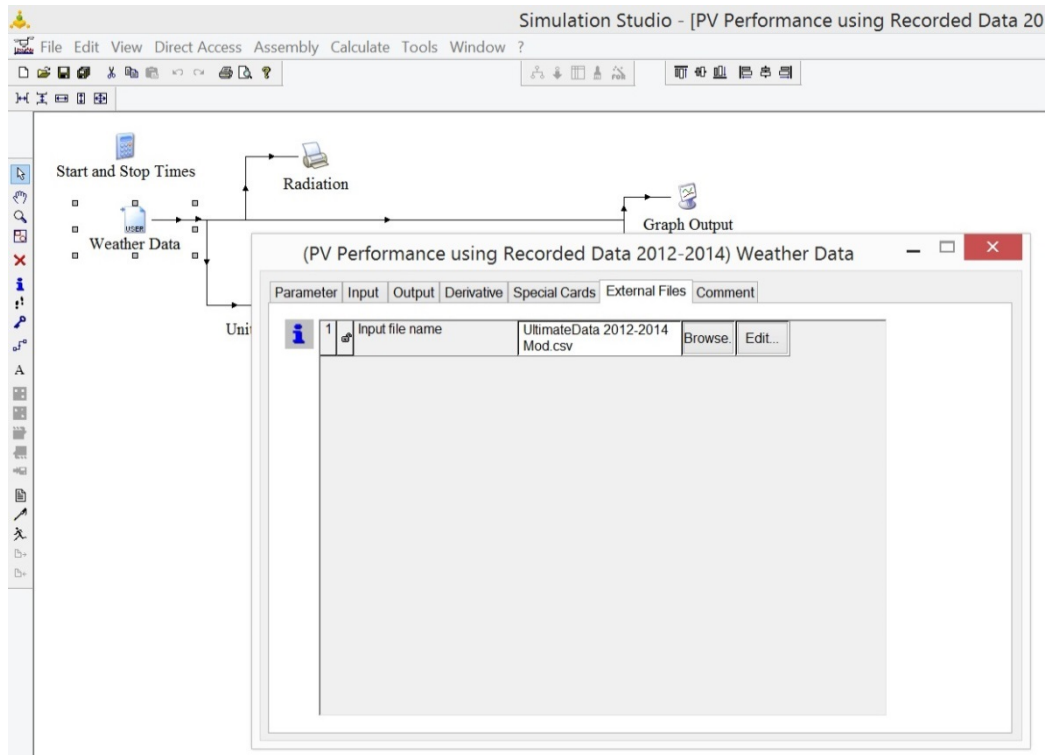 Simulation Studio - [PV Performance using Recorded Data 20
File Edit View Direct Access Assembly Calculate Tools Window ?
Start and Stop Times
Radiation
USER
Weather Data
Graph Output
Unit
(PV Performance using Recorded Data 2012-2014) Weather Data
Parameter Input Output Derivative Special Cards External Files Comment
1 Input file name
UltimateData 2012-2014
Mod.csv
Browse.
Edit...
A